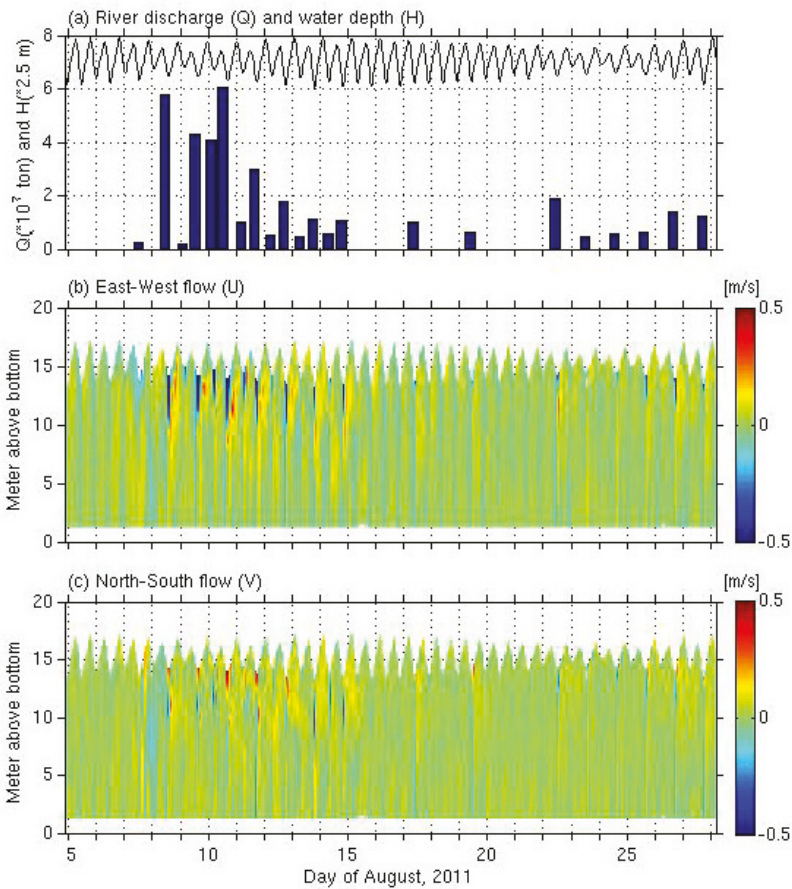 (a) River discharge (Q) and water depth (H)
Q(*10^7 ton) and H(*2.5 m)
8
6
4
2
0
(b) East-West flow (U)
[m/s]
Meter above bottom
20
15
10
5
0
0.5
0
-0.5
(c) North-South flow (V)
[m/s]
Meter above bottom
20
15
10
5
0
0.5
0
-0.5
5 10 15 20 25
Day of August, 2011